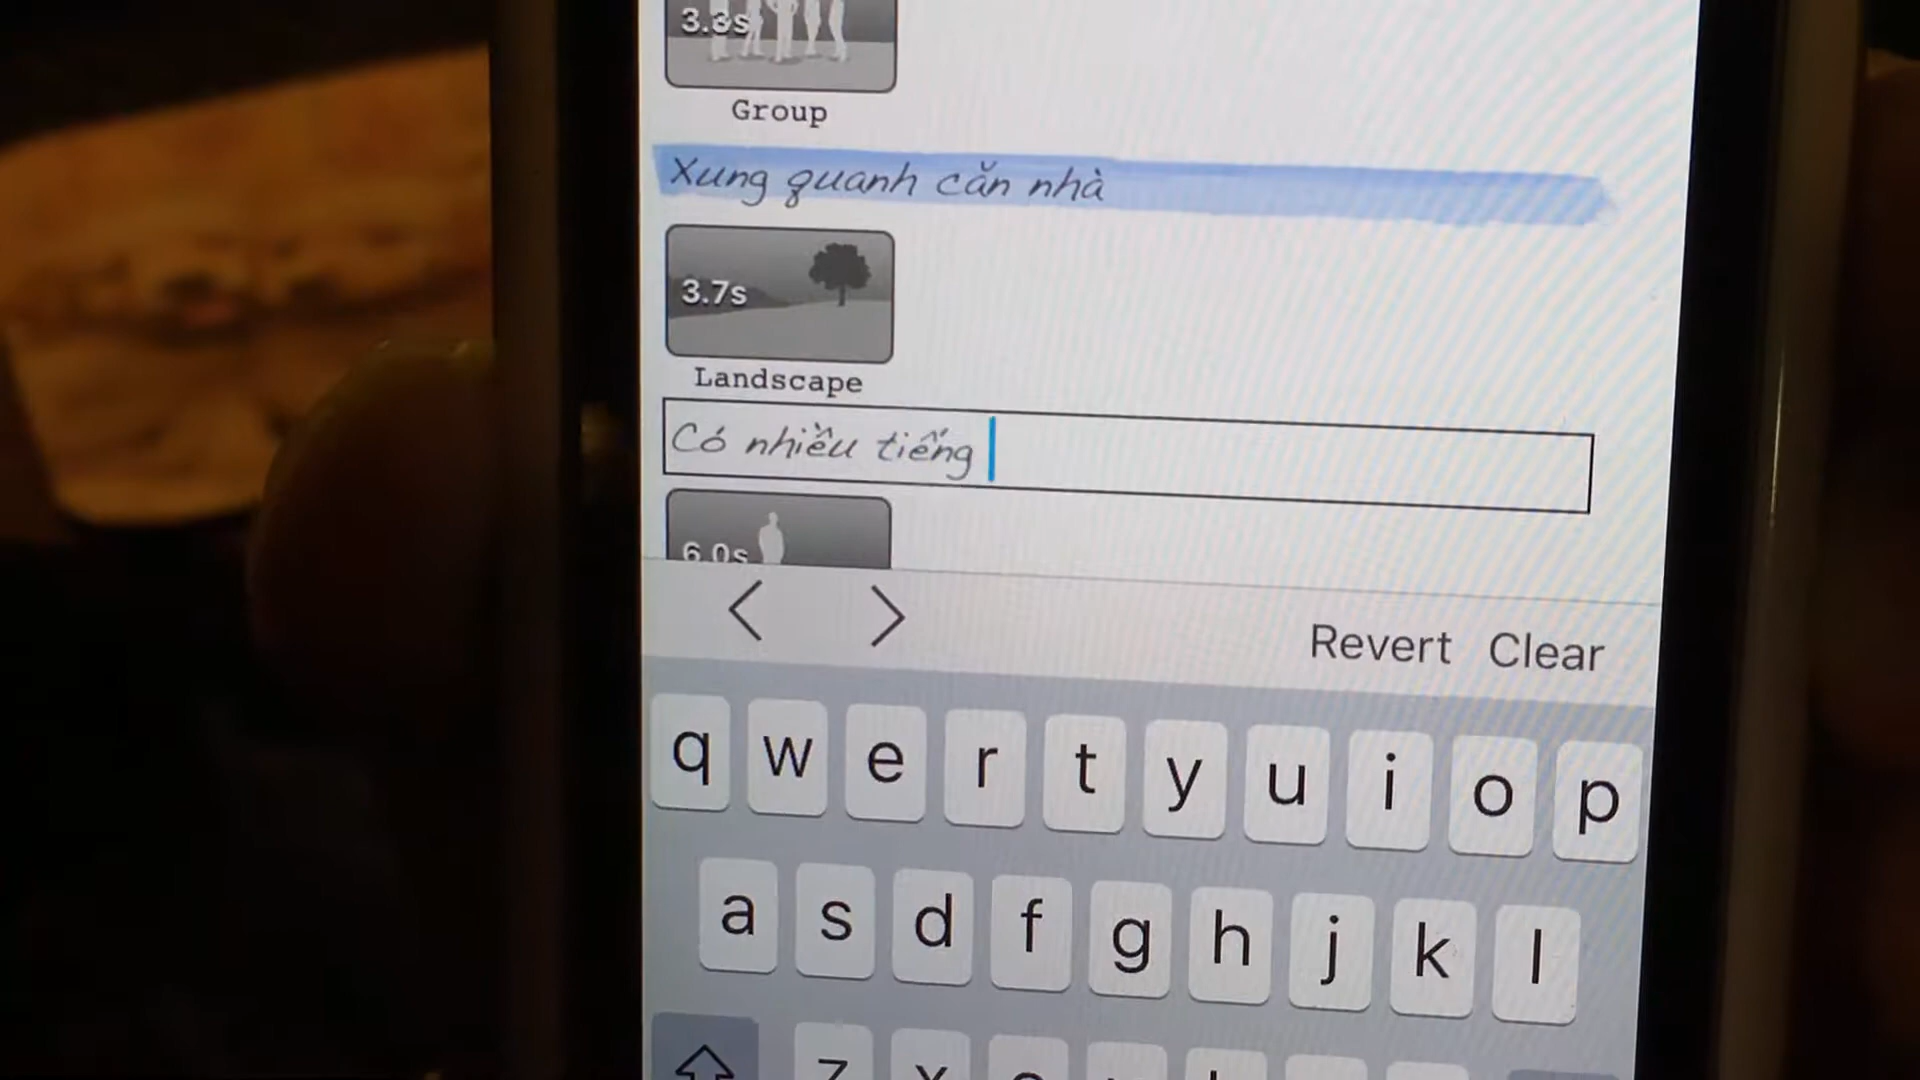 3.3s
Group
Xung quanh căn nhà
3.7s
Landscape
Có nhiều tiếng
6.0s
Revert Clear
q w e r t y u i o p
a s d f g h j k l
z x